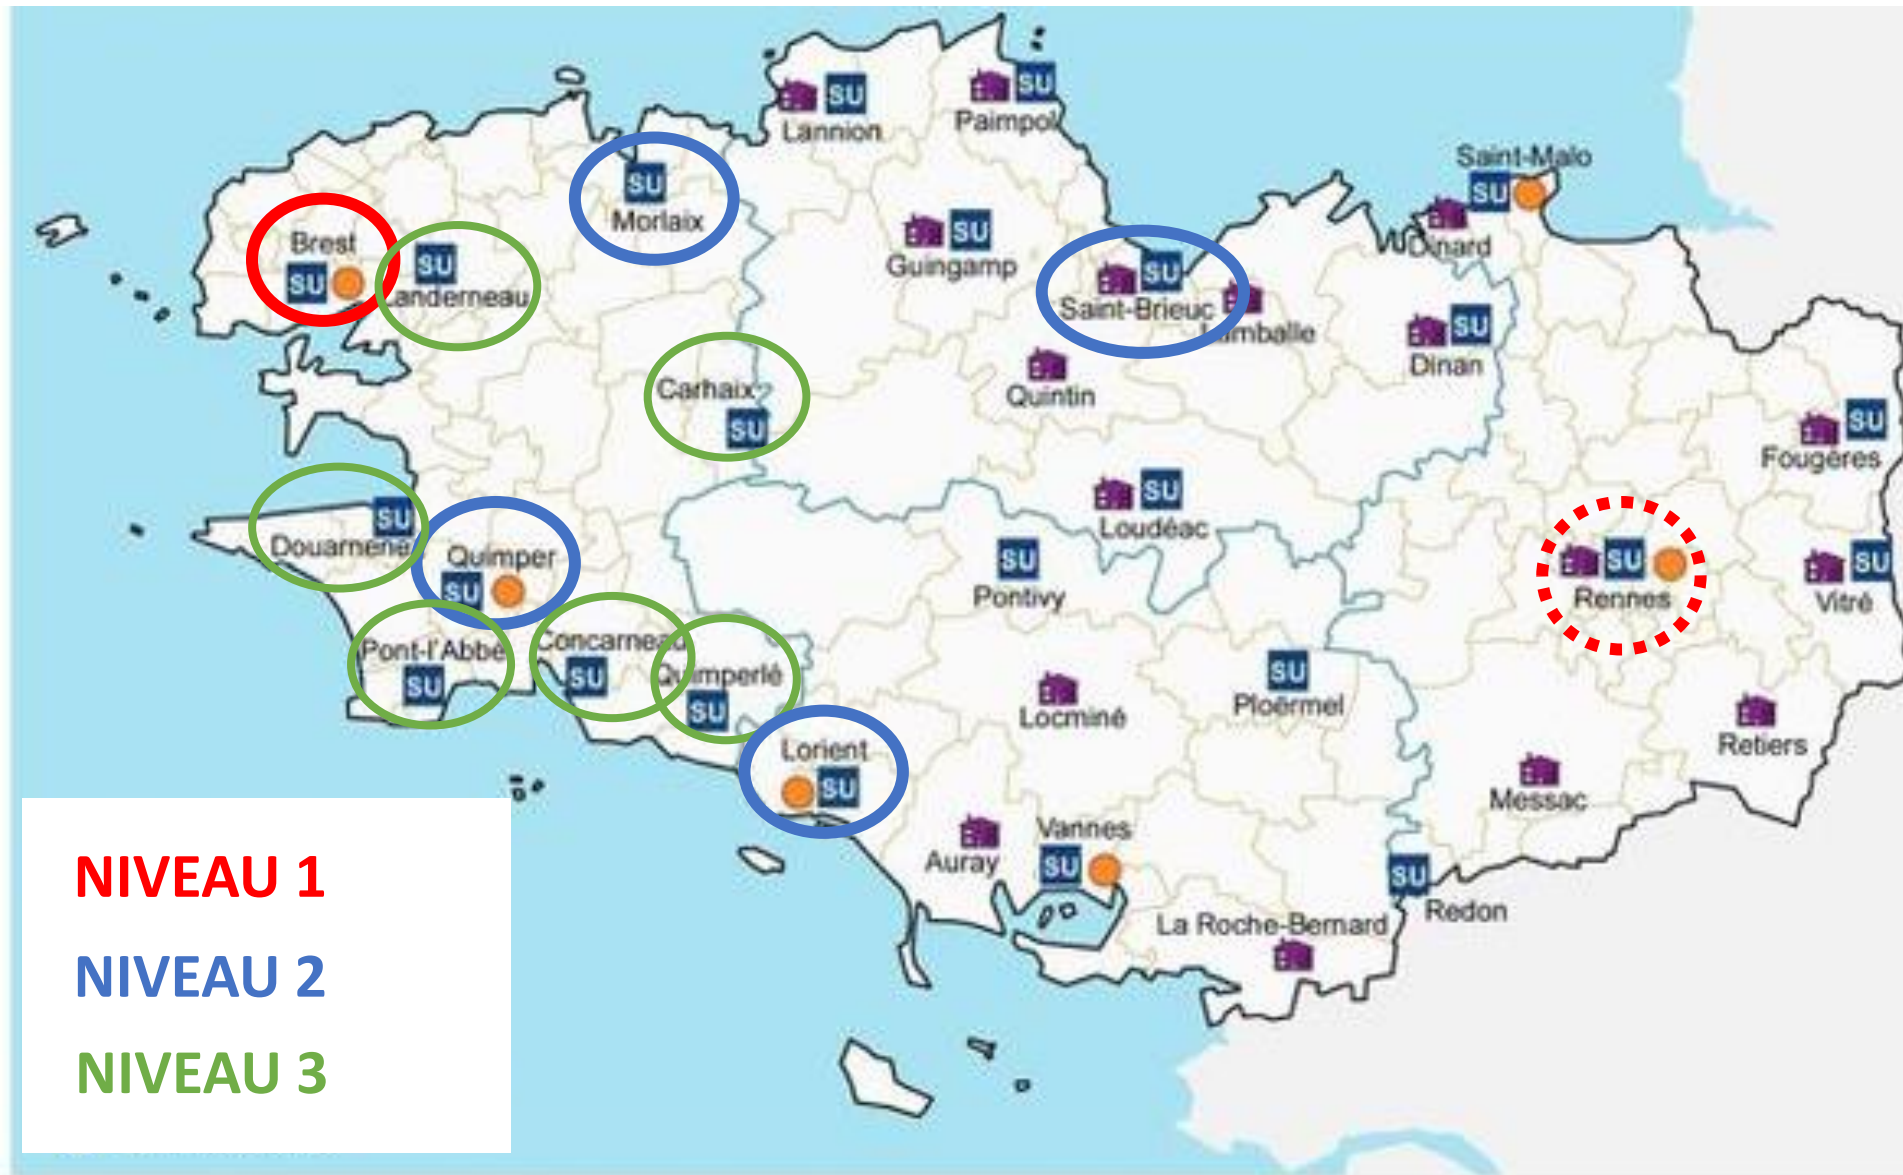 SU
Lannion
SU
Paimpol
Saint-Malo
SU
SU
Morlaix
Dinard
Brest
SU
SU
Landerneau
SU
Guingamp
SU
Saint-Brieuc
Lamballe
SU
Dinan
Quintin
Carhaix
SU
SU
Fougères
SU
Loudéac
SU
Douarnene
Quimper
SU
SU
Pontivy
SU
Rennes
SU
Vitré
Pont-l'Abbé
SU
Concarneau
SU
Quimperlé
SU
Locminé
SU
Ploërmel
Retiers
Lorient
SU
Messac
Auray
Vannes
SU
SU
Redon
La Roche-Bernard
NIVEAU 1
NIVEAU 2
NIVEAU 3